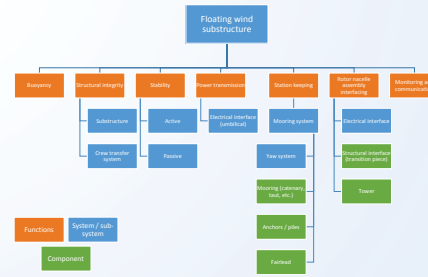 Floating wind
substructure
Buoyancy
Structural integrity
Stability
Power transmission
Station keeping
Rotor nacelle
assembly
interfacing
Monitoring
communicati
Substructure
Active
Electrical interface
(umbilical)
Mooring system
Electrical interface
Crew transfer
system
Passive
Yaw system
Structural interface
(transition piece)
Mooring (catenary,
taut, etc.)
Tower
Anchors / piles
Fairlead
Functions
System / sub-
system
Component